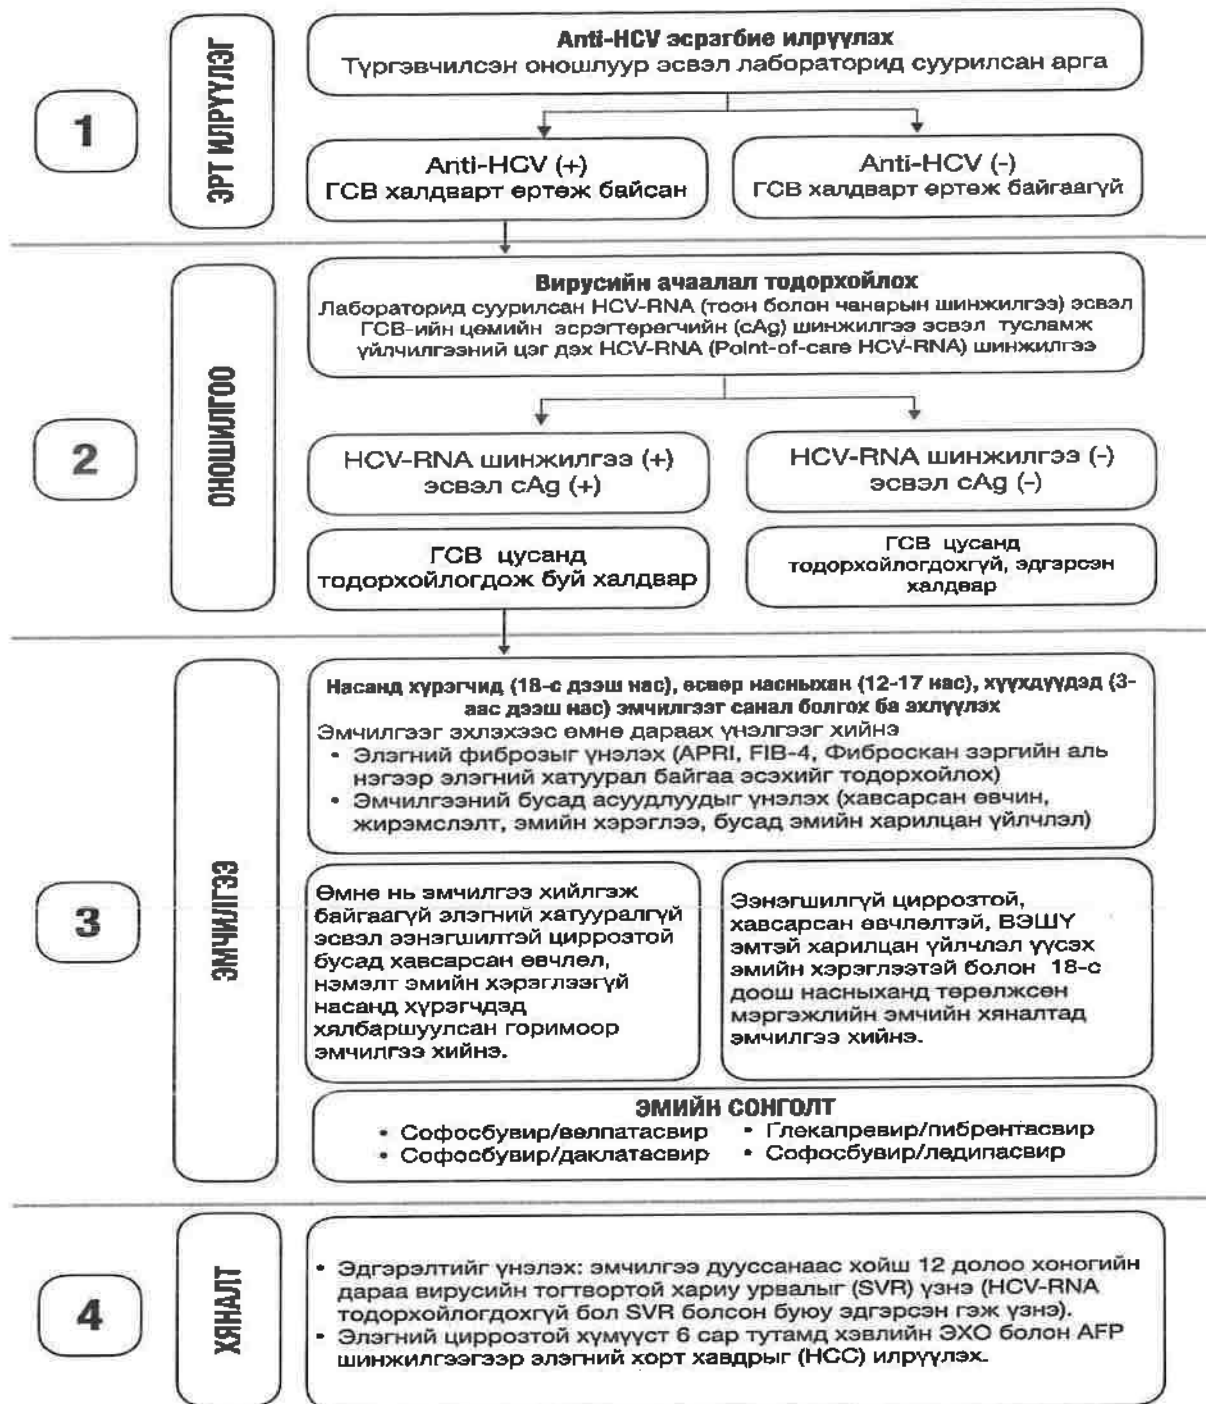 1
ЭРТ ИЛРҮҮЛЭГ
Anti-HCV эсрэгбие илрүүлэх
Түргэвчилсэн оношлуур эсвэл лабораторид суурилсан арга
Anti-HCV (+)
ГСВ халдварт өртөж байсан
Anti-HCV (-)
ГСВ халдварт өртөж байгаагүй
2
ОНОШИЛГОО
Вирусийн ачаалал тодорхойлох
Лабораторид суурилсан HCV-RNA (тоон болон чанарын шинжилгээ) эсвэл
ГСВ-ийн цөмийн эсрэгтөрөгчийн (cAg) шинжилгээ эсвэл тусламж
үйлчилгээний цэг дэх HCV-RNA (Point-of-care HCV-RNA) шинжилгээ
HCV-RNA шинжилгээ (+)
эсвэл cAg (+)
HCV-RNA шинжилгээ (-)
эсвэл cAg (-)
ГСВ цусанд
тодорхойлогдож буй халдвар
ГСВ цусанд
тодорхойлогдохгүй, эдгэрсэн
халдвар
3
ЭМЧИЛГЭЭ
Насанд хүрэгчид (18-с дээш нас), өсвөр насныхан (12-17 нас), хүүхдүүдэд (3-
аас дээш нас) эмчилгээг санал болгох ба эхлүүлэх
Эмчилгээг эхлэхээс өмнө дараах үнэлгээг хийнэ
• Элэгний фиброзыг үнэлэх (APRI, FIB-4, Фиброскан зэргийн аль
нэгээр элэгний хатуурал байгаа эсэхийг тодорхойлох)
• Эмчилгээний бусад асуудлуудыг үнэлэх (хавсарсан өвчин,
жирэмслэлт, эмийн хэрэглээ, бусад эмийн харилцан үйлчлэл)
Өмнө нь эмчилгээ хийлгэж
байгаагүй элэгний хатууралгүй
эсвэл ээнэгшилтэй циррозтой
бусад хавсарсан өвчлөл,
нэмэлт эмийн хэрэглээгүй
насанд хүрэгчдэд
хялбаршуулсан горимоор
эмчилгээ хийнэ.
Ээнэгшилгүй циррозтой,
хавсарсан өвчлөлтэй, ВЭШҮ
эмтэй харилцан үйлчлэл үүсэх
эмийн хэрэглээтэй болон 18-с
доош насныханд төрөлжсөн
мэргэжлийн эмчийн хяналтад
эмчилгээ хийнэ.
ЭМИЙН СОНГОЛТ
• Софосбувир/велпатасвир • Глекапревир/пибрентасвир
• Софосбувир/даклатасвир • Софосбувир/ледипасвир
4
ХЯНАЛТ
• Эдгэрэлтийг үнэлэх: эмчилгээ дууссанаас хойш 12 долоо хоногийн
дараа вирусийн тогтвортой хариу урвалыг (SVR) үзнэ (HCV-RNA
тодорхойлогдохгүй бол SVR болсон буюу эдгэрсэн гэж үзнэ).
• Элэгний циррозтой хүмүүст 6 сар тутамд хэвлийн ЭХО болон AFP
шинжилгээгээр элэгний хорт хавдрыг (HCC) илрүүлэх.